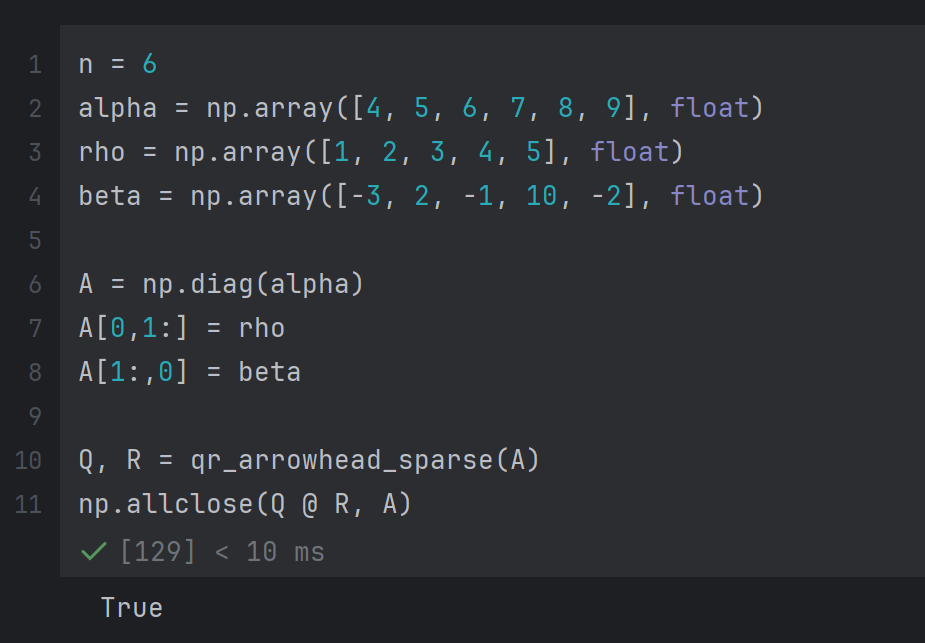 1 n = 6
2 alpha = np.array([4, 5, 6, 7, 8, 9], float)
3 rho = np.array([1, 2, 3, 4, 5], float)
4 beta = np.array([-3, 2, -1, 10, -2], float)
5
6 A = np.diag(alpha)
7 A[0,1:] = rho
8 A[1:,0] = beta
9
10 Q, R = qr_arrowhead_sparse(A)
11 np.allclose(Q @ R, A)
✓ [129] < 10 ms
True